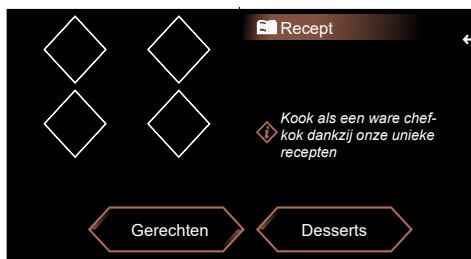 Recept
Kook als een ware chef-
kok dankzij onze unieke
recepten
Gerechten
Desserts